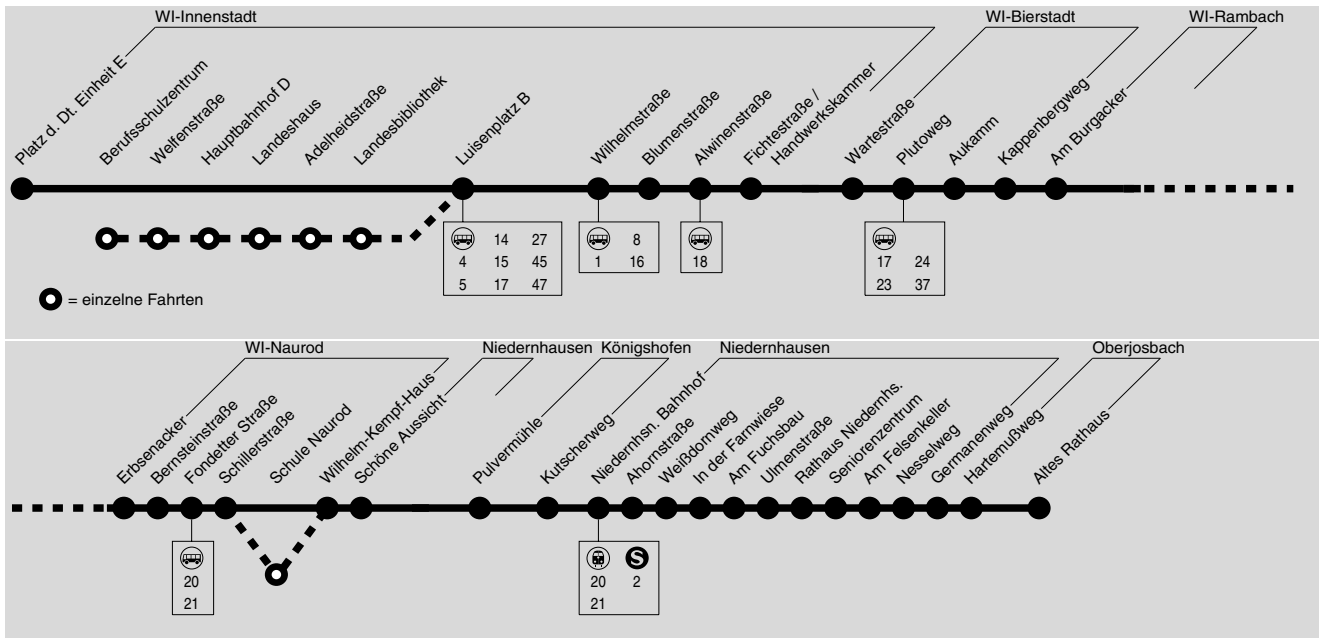 WI-Innenstadt
WI-Bierstadt
WI-Rambach
Platz d. Dt. Einheit E
Berufsschulzentrum
Welfenstraße
Hauptbahnhof D
Landeshaus
Adelheidstraße
Landesbibliothek
Luisenplatz B
Wilhelmstraße
Blumenstraße
Alwinenstraße
Fichtestraße /
Handwerkskammer
Wartestraße
Plutoweg
Aukamm
Kappenbergweg
Am Burgacker
14 27
4 15 45
5 17 47
8
1 16
18
17 24
23 37
= einzelne Fahrten
WI-Naurod
Niedernhausen
Königshofen
Niedernhausen
Oberjosbach
Erbsenacker
Bernsteinstraße
Fondetter Straße
Schillerstraße
Schule Naurod
Wilhelm-Kempf-Haus
Schöne Aussicht
Pulvermühle
Kutscherweg
Niedernhsn. Bahnhof
Ahornstraße
Weißdornweg
In der Farnwiese
Am Fuchsbau
Ulmenstraße
Rathaus Niedernhs.
Seniorenzentrum
Am Felsenkeller
Nesselweg
Germanenweg
Hartemußweg
Altes Rathaus
20
21
S
20 2
21